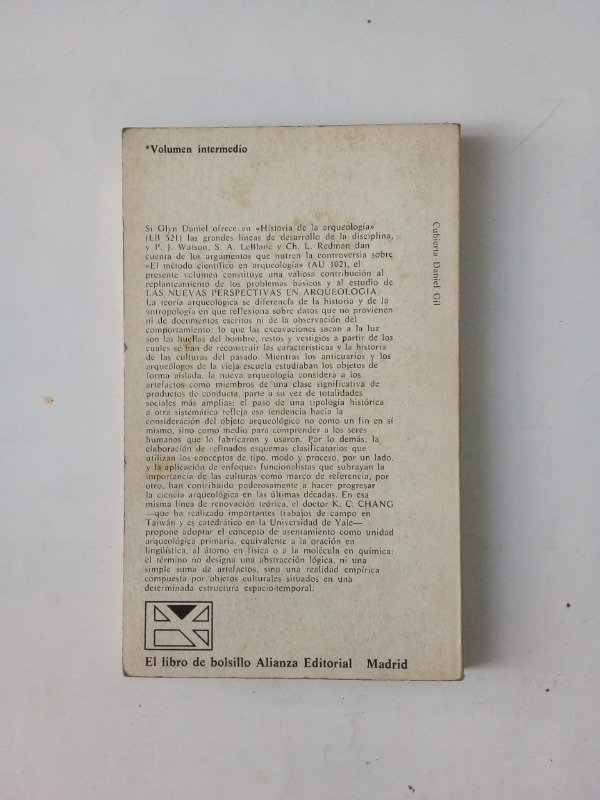 *Volumen intermedio
Si Glyn Daniel ofrece en «Historia de la arqueología»
(LB 521) las grandes líneas de desarrollo de la disciplina,
y P. J. Watson, S. A. LeBlanc y Ch. L. Redman dan
cuenta de los argumentos que nutren la controversia sobre
«El método científico en arqueología» (AU 102), el
presente volumen constituye una valiosa contribución al
replanteamiento de los problemas básicos y al estudio de
LAS NUEVAS PERSPECTIVAS EN ARQUEOLOGIA.
La teoría arqueológica se diferencia de la historia y de la
antropología en que reflexiona sobre datos que no provienen
ni de documentos escritos ni de la observación del
comportamiento; lo que las excavaciones sacan a la luz
son las huellas del hombre, restos y vestigios a partir de los
cuales se han de reconstruir las características y la historia
de las culturas del pasado. Mientras los anticuarios y los
arqueólogos de la vieja escuela estudiaban los objetos de
forma aislada, la nueva arqueología considera a los
artefactos como miembros de una clase significativa de
productos de conducta, parte a su vez de totalidades
sociales más amplias; el paso de una tipología histórica
a otra sistemática refleja esa tendencia hacia la
consideración del objeto arqueológico no como un fin en sí
mismo, sino como medio para comprender a los seres
humanos que lo fabricaron y usaron. Por lo demás, la
elaboración de refinados esquemas clasificatorios que
utilizan los conceptos de tipo, modo y proceso, por un lado,
y la aplicación de enfoques funcionalistas que subrayan la
importancia de las culturas como marco de referencia, por
otro, han contribuido poderosamente a hacer progresar
la ciencia arqueológica en las últimas décadas. En esa
misma línea de renovación teórica, el doctor K. C. CHANG
—que ha realizado importantes trabajos de campo en
Taiwán y es catedrático en la Universidad de Yale—
propone adoptar el concepto de asentamiento como unidad
arqueológica primaria, equivalente a la oración en
lingüística, al átomo en física o a la molécula en química;
el término no designa una abstracción lógica, ni una
simple suma de artefactos, sino una realidad empírica
compuesta por objetos culturales situados en una
determinada estructura espacio-temporal.
El libro de bolsillo Alianza Editorial Madrid
Cubierta Daniel Gil